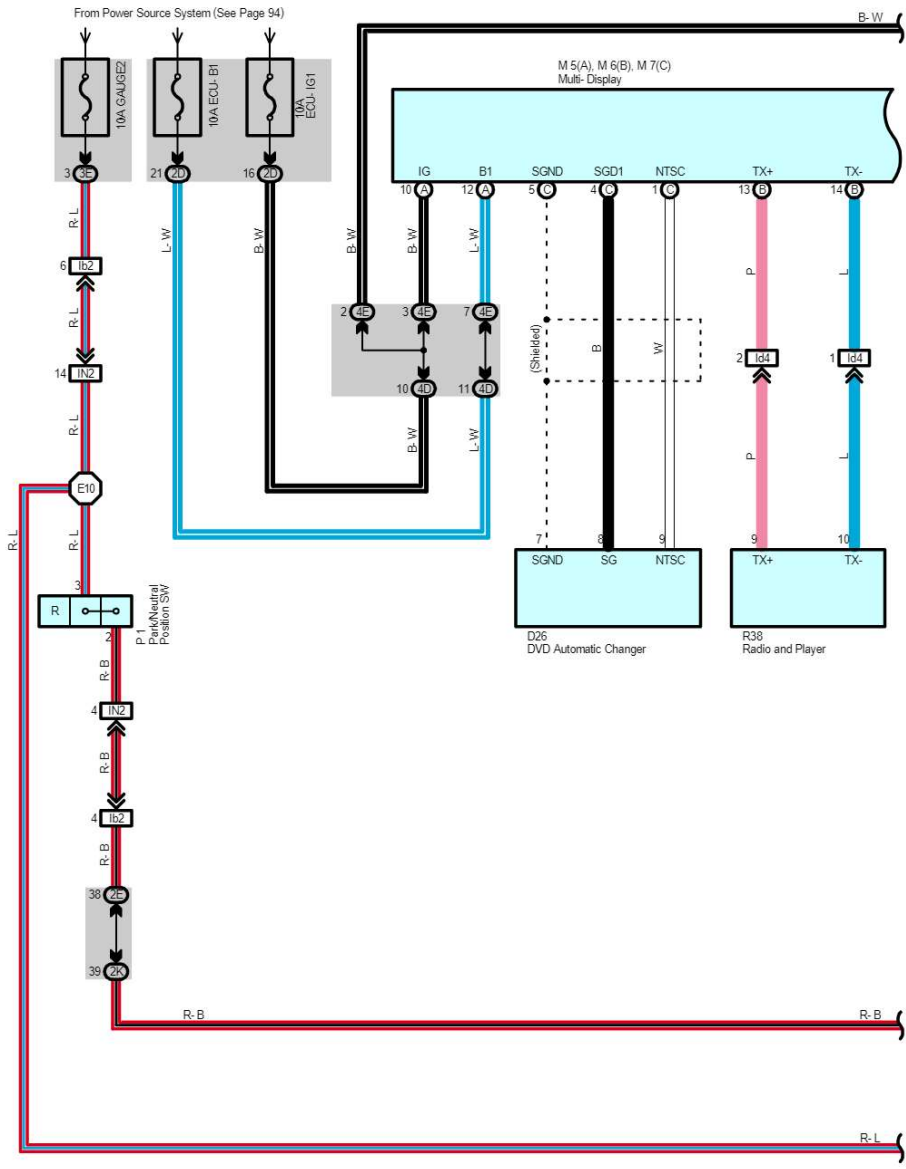 From Power Source System (See Page 94)
B- W
10A GAUGE2
10A ECU- B1
10A
ECU- IG1
M 5(A), M 6(B), M 7(C)
Multi- Display
IG
B1
SGND
SGD1
NTSC
TX+
TX-
3 3E
21 2D
16 2D
10 A
12 A
5 C
4 C
1 C
13 B
14 B
R- L
L- W
B- W
B- W
B- W
L- W
P
L
6 Ib2
2 4E
3 4E
7 4E
R- L
(Shielded)
B
W
2 Id4
1 Id4
14 IN2
10 4D
11 4D
R- L
B- W
L- W
P
L
E10
R- L
R- L
7
8
9
9
10
SGND
SG
NTSC
TX+
TX-
3
R
2
P 1
Park/Neutral
Position SW
D26
DVD Automatic Changer
R38
Radio and Player
R- B
4 IN2
R- B
4 Ib2
R- B
38 2E
39 2K
R- B
R- B
R- L